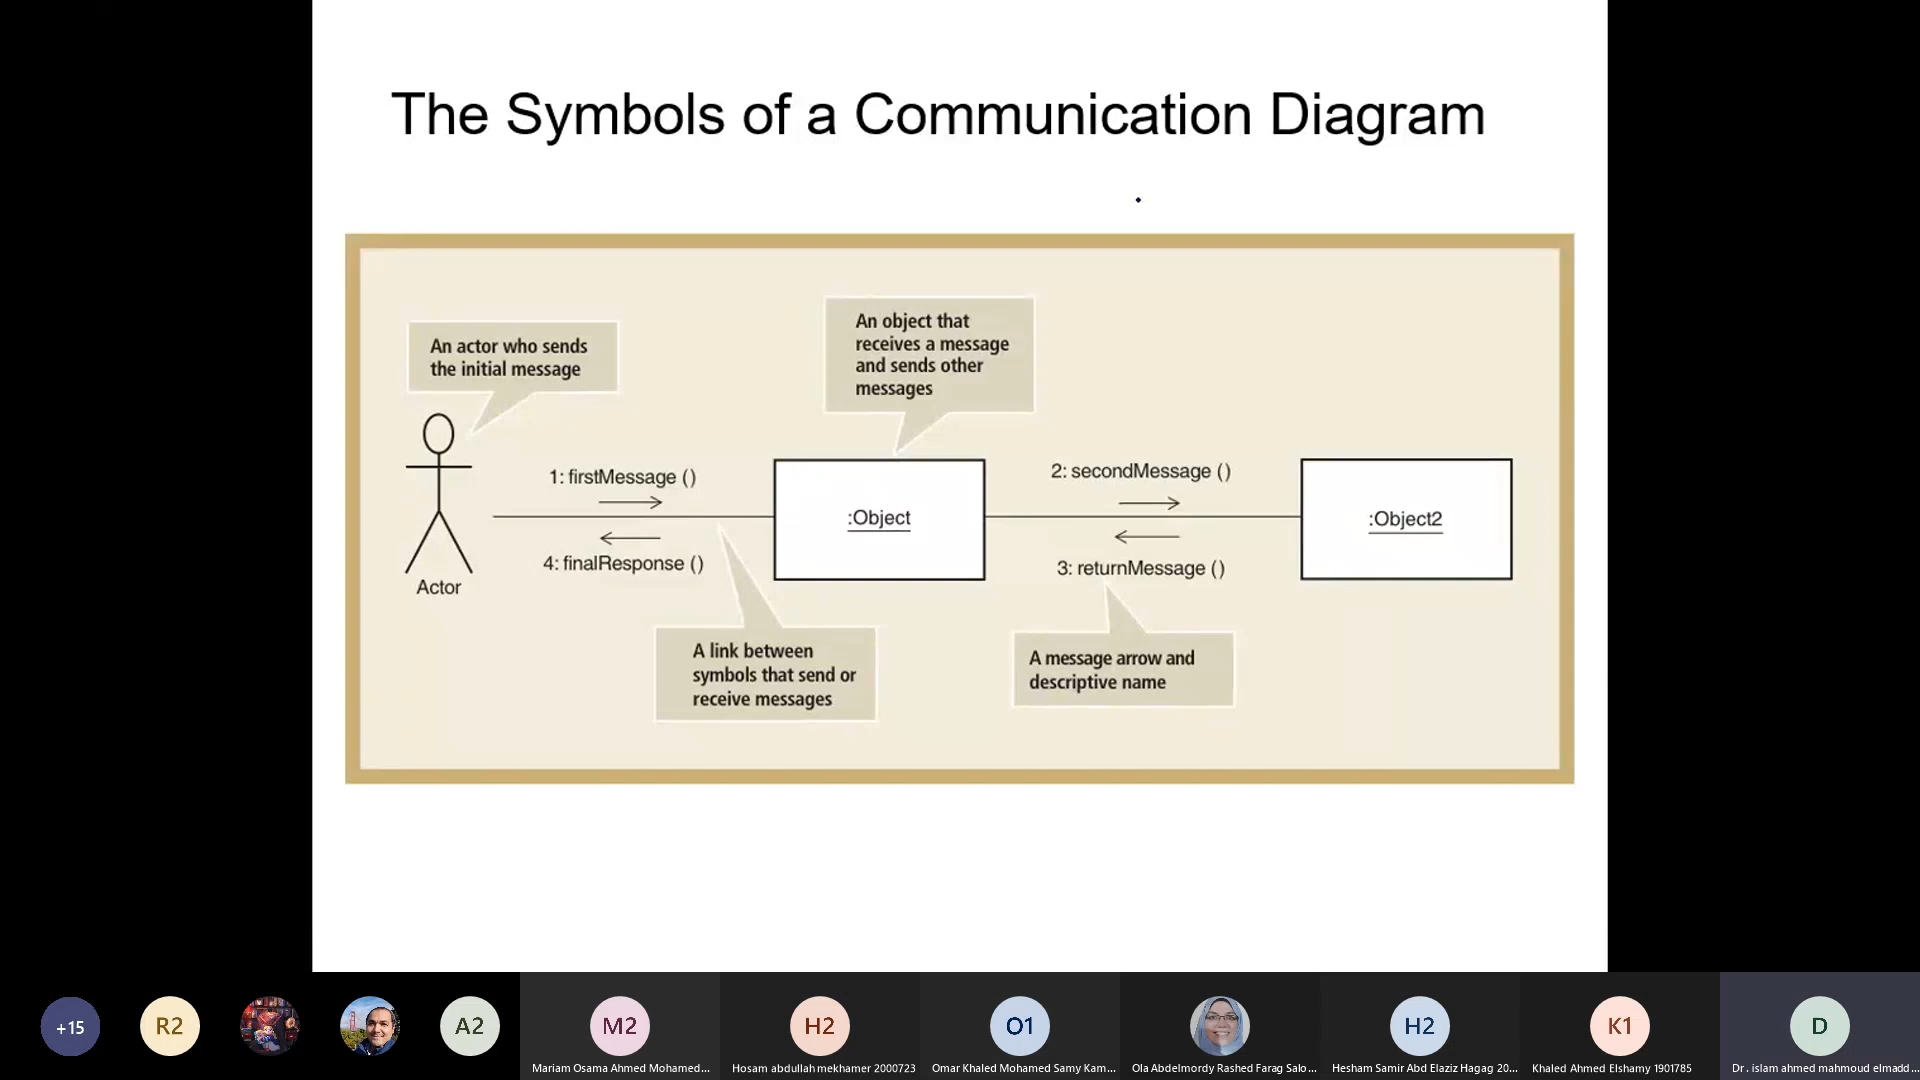 The Symbols of a Communication Diagram
An actor who sends
the initial message
An object that
receives a message
and sends other
messages
1: firstMessage ()
2: secondMessage ()
:Object
:Object2
4: finalResponse ()
3: returnMessage ()
Actor
A link between
symbols that send or
receive messages
A message arrow and
descriptive name
+15
R2
A2
M2
H2
O1
H2
K1
D
Mariam Osama Ahmed Mohamed...
Hosam abdullah mekhamer 2000723
Omar Khaled Mohamed Samy Kam...
Ola Abdelmordy Rashed Farag Salo...
Hesham Samir Abd Elaziz Hagag 20...
Khaled Ahmed Elshamy 1901785
Dr. islam ahmed mahmoud elmadd...